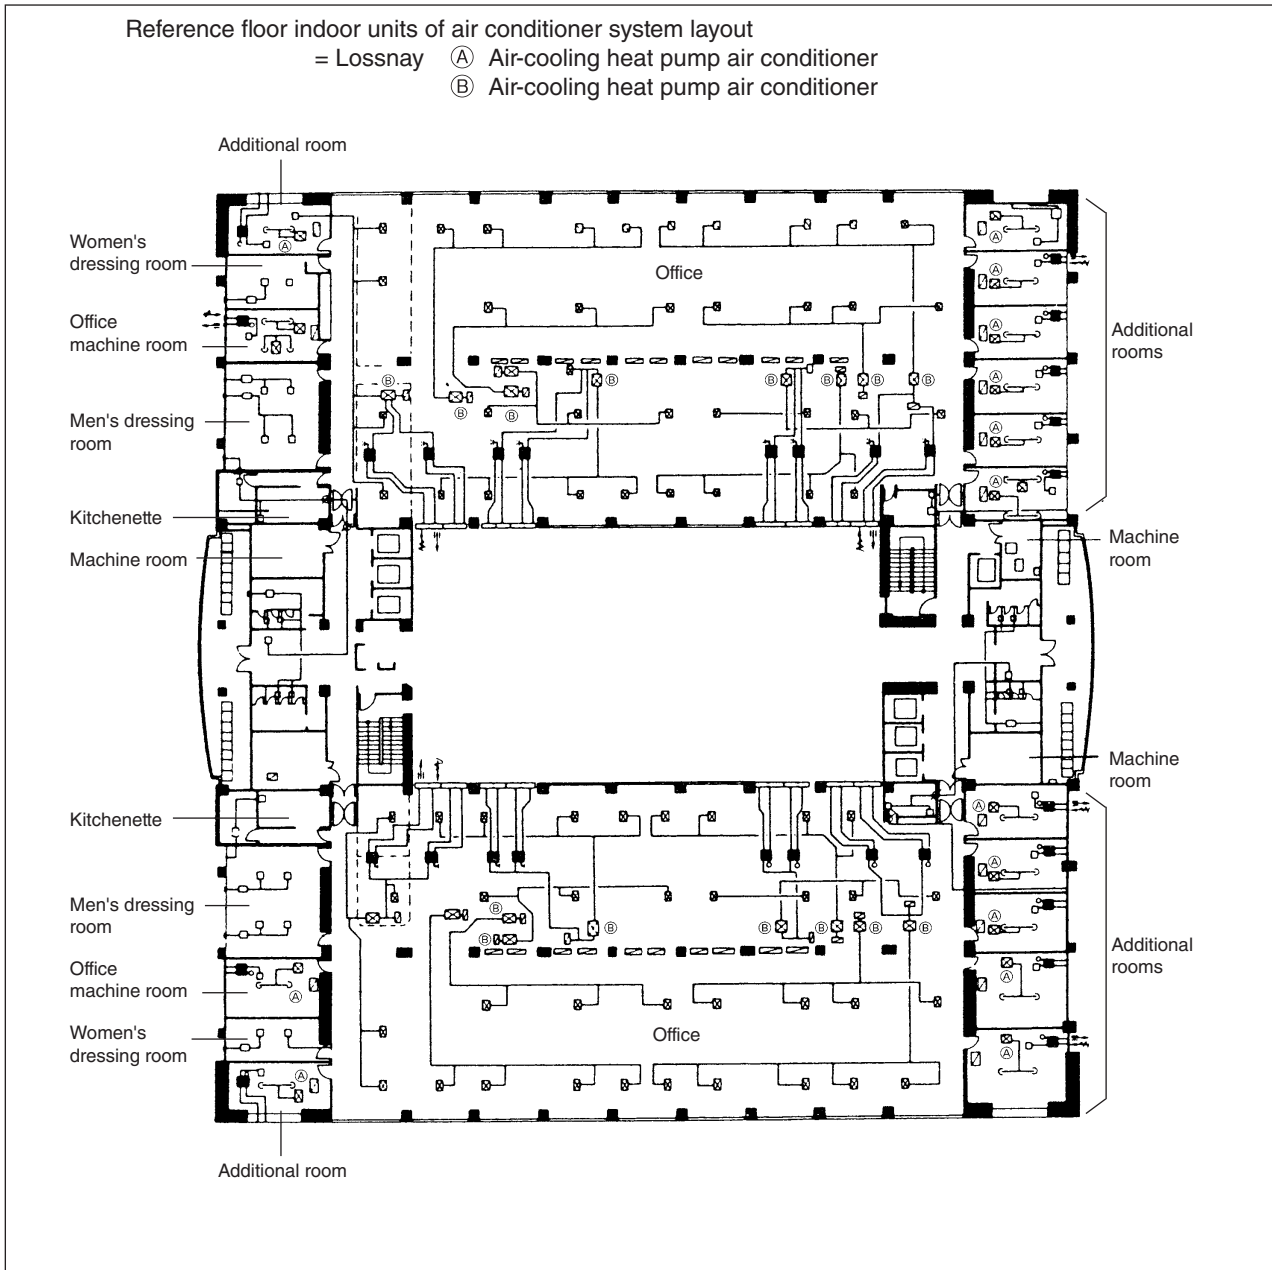 Reference floor indoor units of air conditioner system layout
= Lossnay Ⓐ Air-cooling heat pump air conditioner
Ⓑ Air-cooling heat pump air conditioner
Additional room
Women's
dressing room
Office
machine room
Men's dressing
room
Kitchenette
Machine room
Office
Additional
rooms
Machine
room
Ⓐ
Ⓐ
Ⓐ
Ⓐ
Ⓐ
Ⓐ
Ⓐ
Ⓑ
Ⓑ
Ⓑ
Ⓑ
Ⓑ
Ⓑ
Ⓑ
Ⓑ
Machine
room
Kitchenette
Men's dressing
room
Office
machine room
Women's
dressing room
Additional room
Office
Additional
rooms
Ⓐ
Ⓐ
Ⓐ
Ⓐ
Ⓐ
Ⓐ
Ⓐ
Ⓑ
Ⓑ
Ⓑ
Ⓑ
Ⓑ
Ⓑ
Ⓑ